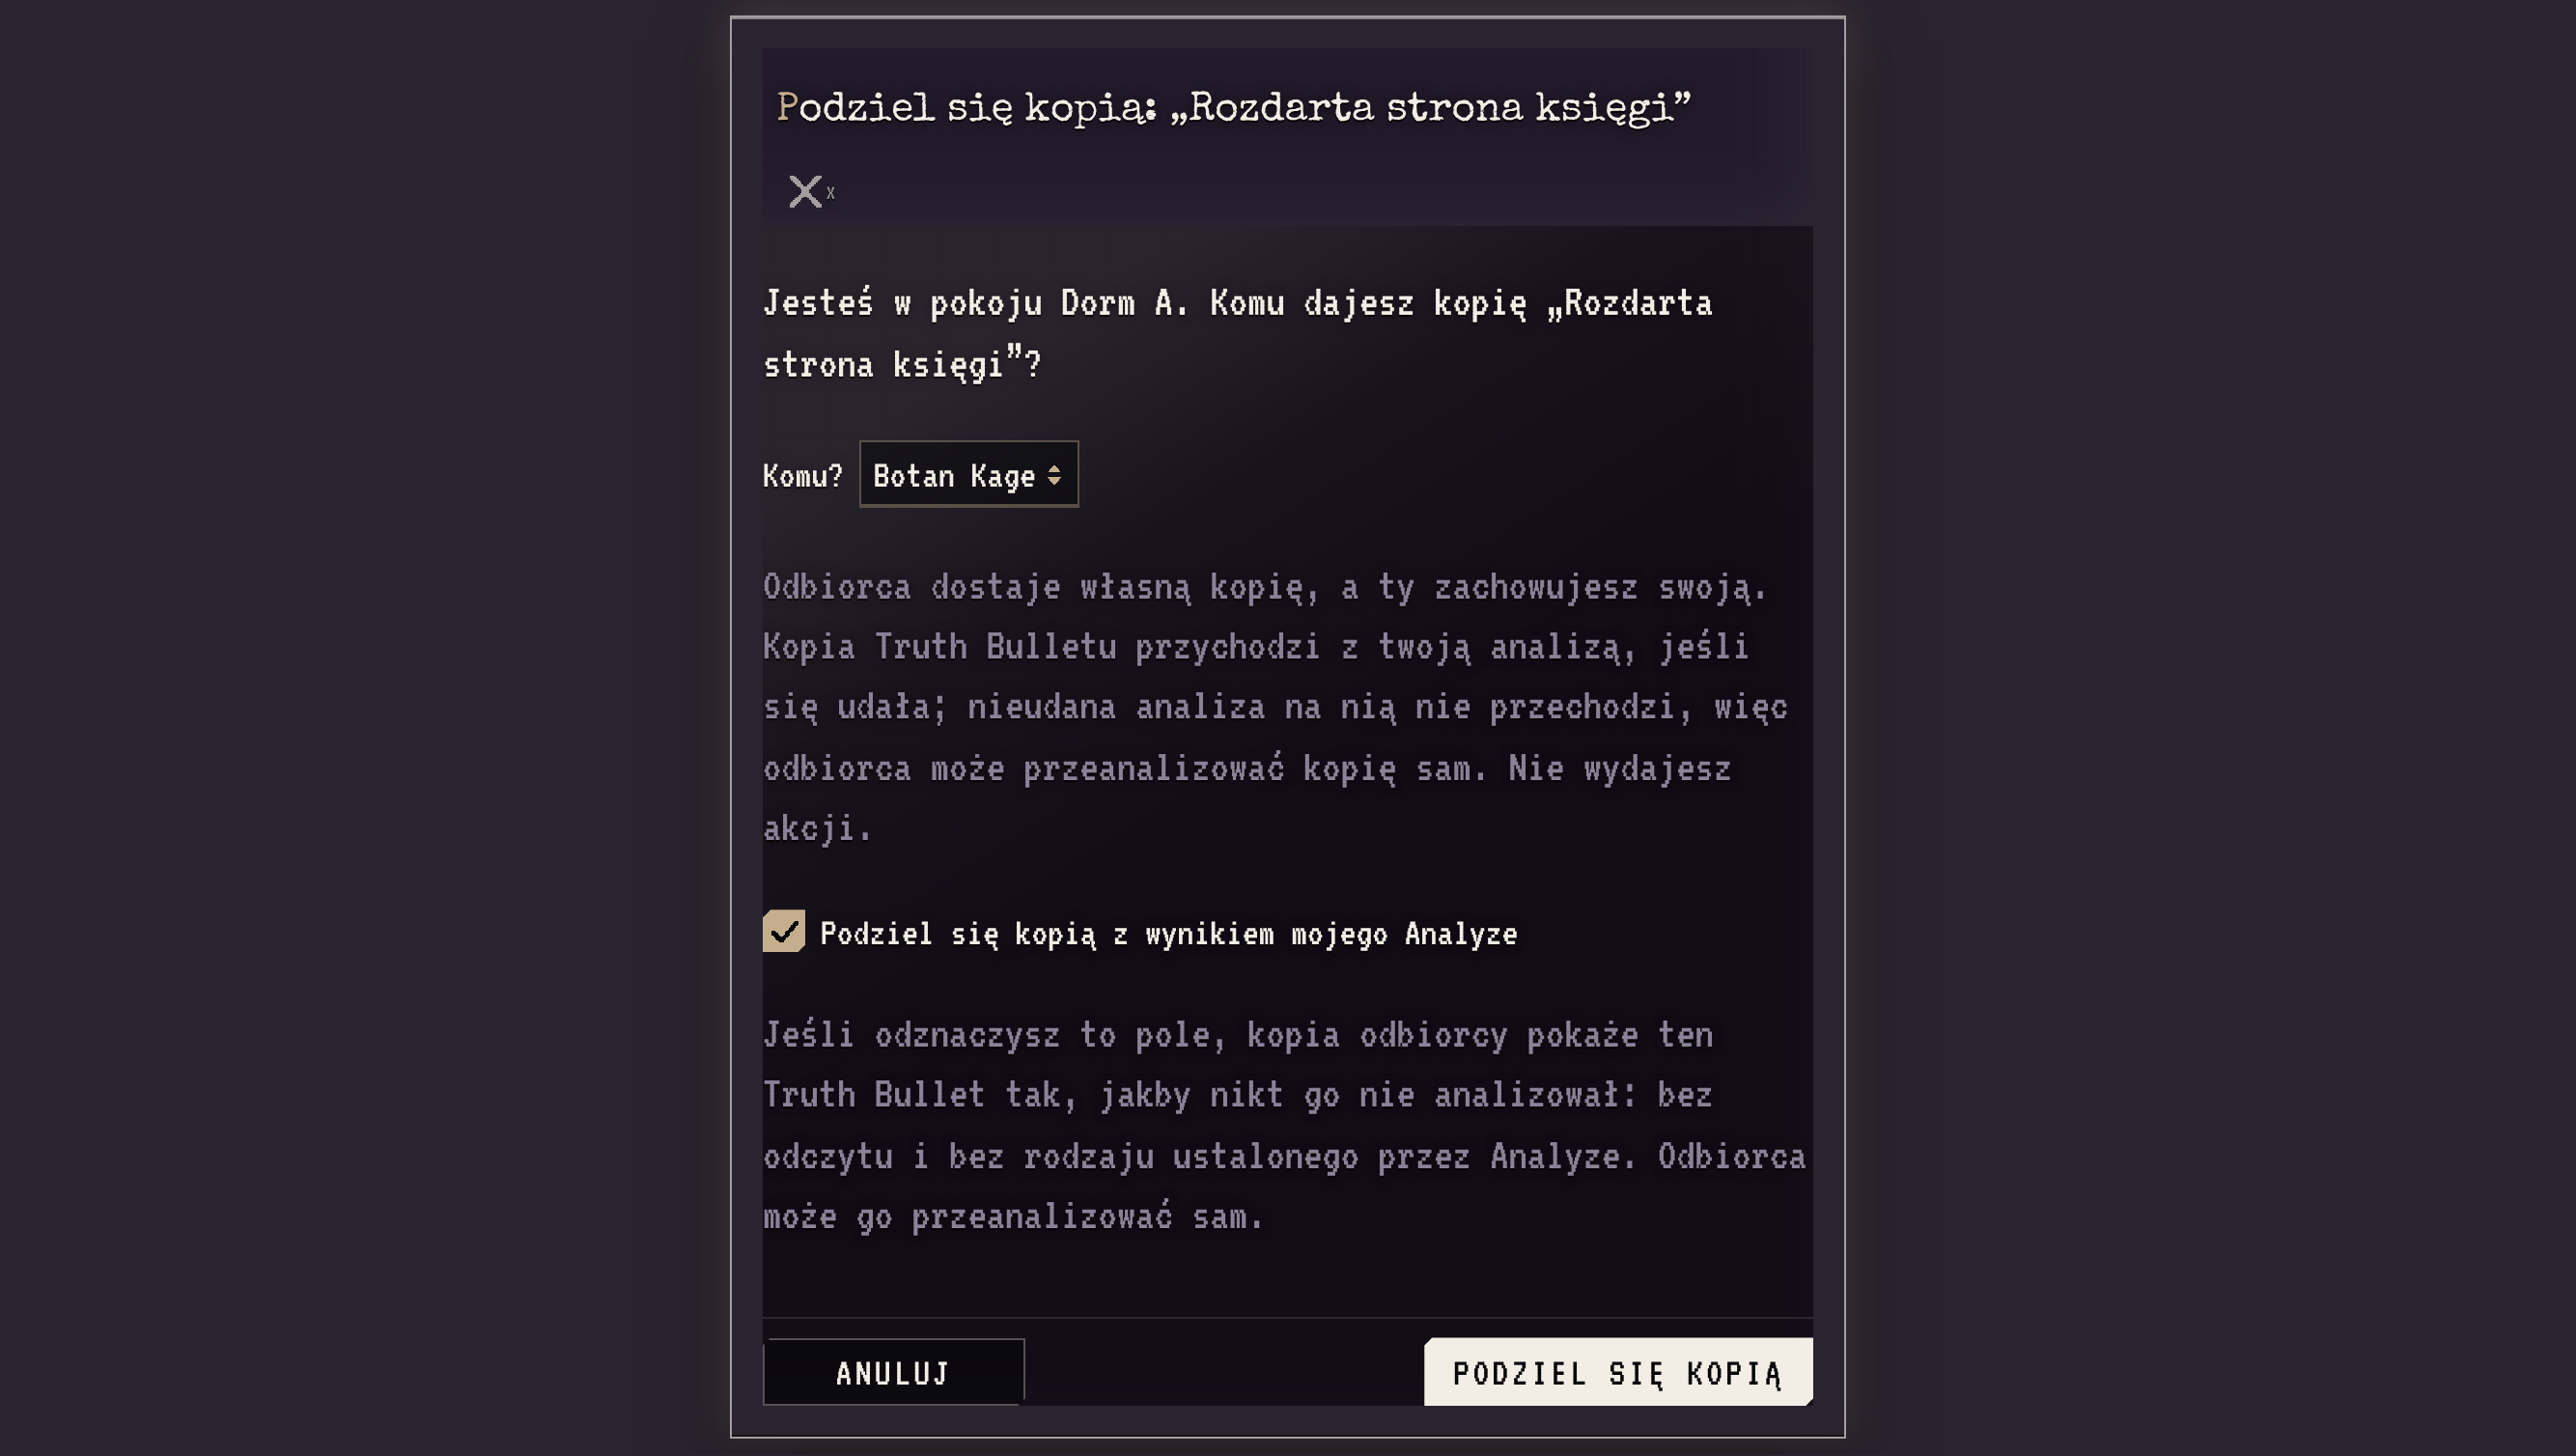 Podziel się kopią: „Rozdarta strona księgi”
x
Jesteś w pokoju Dorm A. Komu dajesz kopię „Rozdarta
strona księgi”?
Komu? Botan Kage
Odbiorca dostaje własną kopię, a ty zachowujesz swoją.
Kopia Truth Bulletu przychodzi z twoją analizą, jeśli
się udała; nieudana analiza na nią nie przechodzi, więc
odbiorca może przeanalizować kopię sam. Nie wydajesz
akcji.
Podziel się kopią z wynikiem mojego Analyze
Jeśli odznaczysz to pole, kopia odbiorcy pokaże ten
Truth Bullet tak, jakby nikt go nie analizował: bez
odczytu i bez rodzaju ustalonego przez Analyze. Odbiorca
może go przeanalizować sam.
ANULUJ
PODZIEL SIĘ KOPIĄ